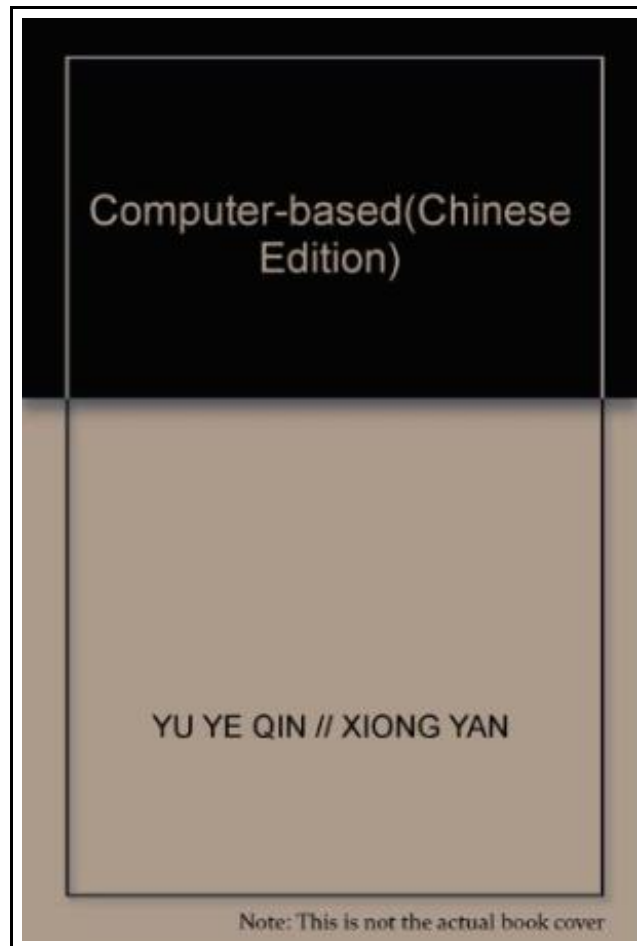 Computer-based(Chinese
Edition)
YU YE QIN // XIONG YAN
Note: This is not the actual book cover